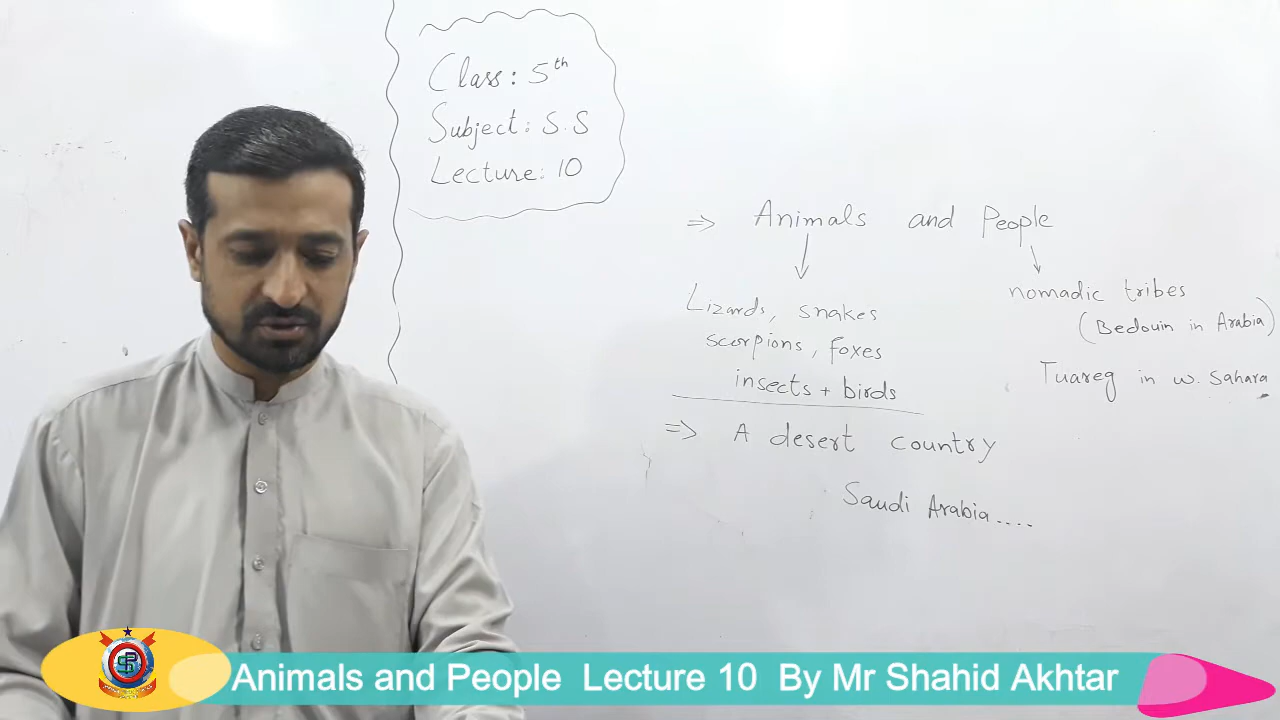 Class: 5th
Subject: S.S
Lecture: 10
⇒ Animals and People
Lizards, snakes
scorpions, foxes
insects + birds
nomadic tribes
(Bedouin in Arabia)
Tuareg in w. Sahara
⇒ A desert country
Saudi Arabia....
Animals and People Lecture 10 By Mr Shahid Akhtar